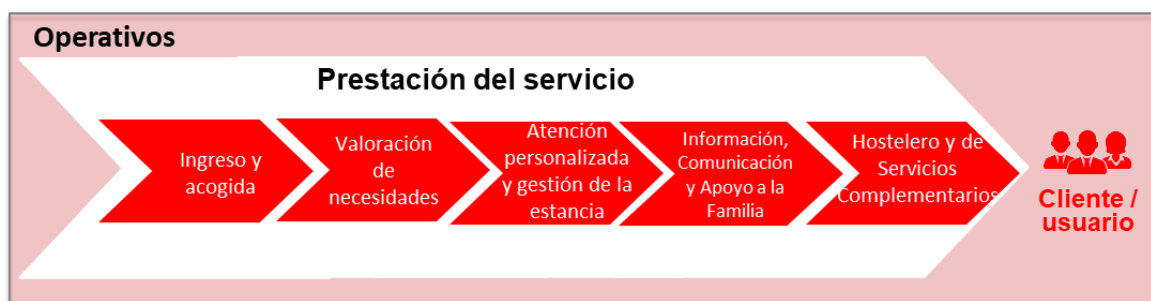 Operativos
Prestación del servicio
Ingreso y
acogida
Valoración
de
necesidades
Atención
personalizada
y gestión de la
estancia
Información,
Comunicación
y Apoyo a la
Familia
Hostelero y de
Servicios
Complementarios
Cliente /
usuario